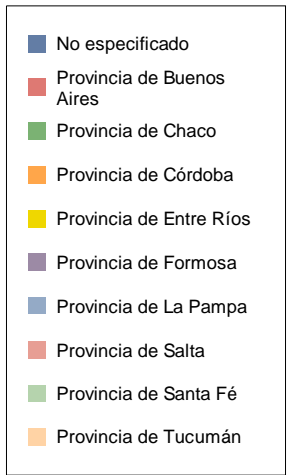 No especificado
Provincia de Buenos
Aires
Provincia de Chaco
Provincia de Córdoba
Provincia de Entre Ríos
Provincia de Formosa
Provincia de La Pampa
Provincia de Salta
Provincia de Santa Fé
Provincia de Tucumán